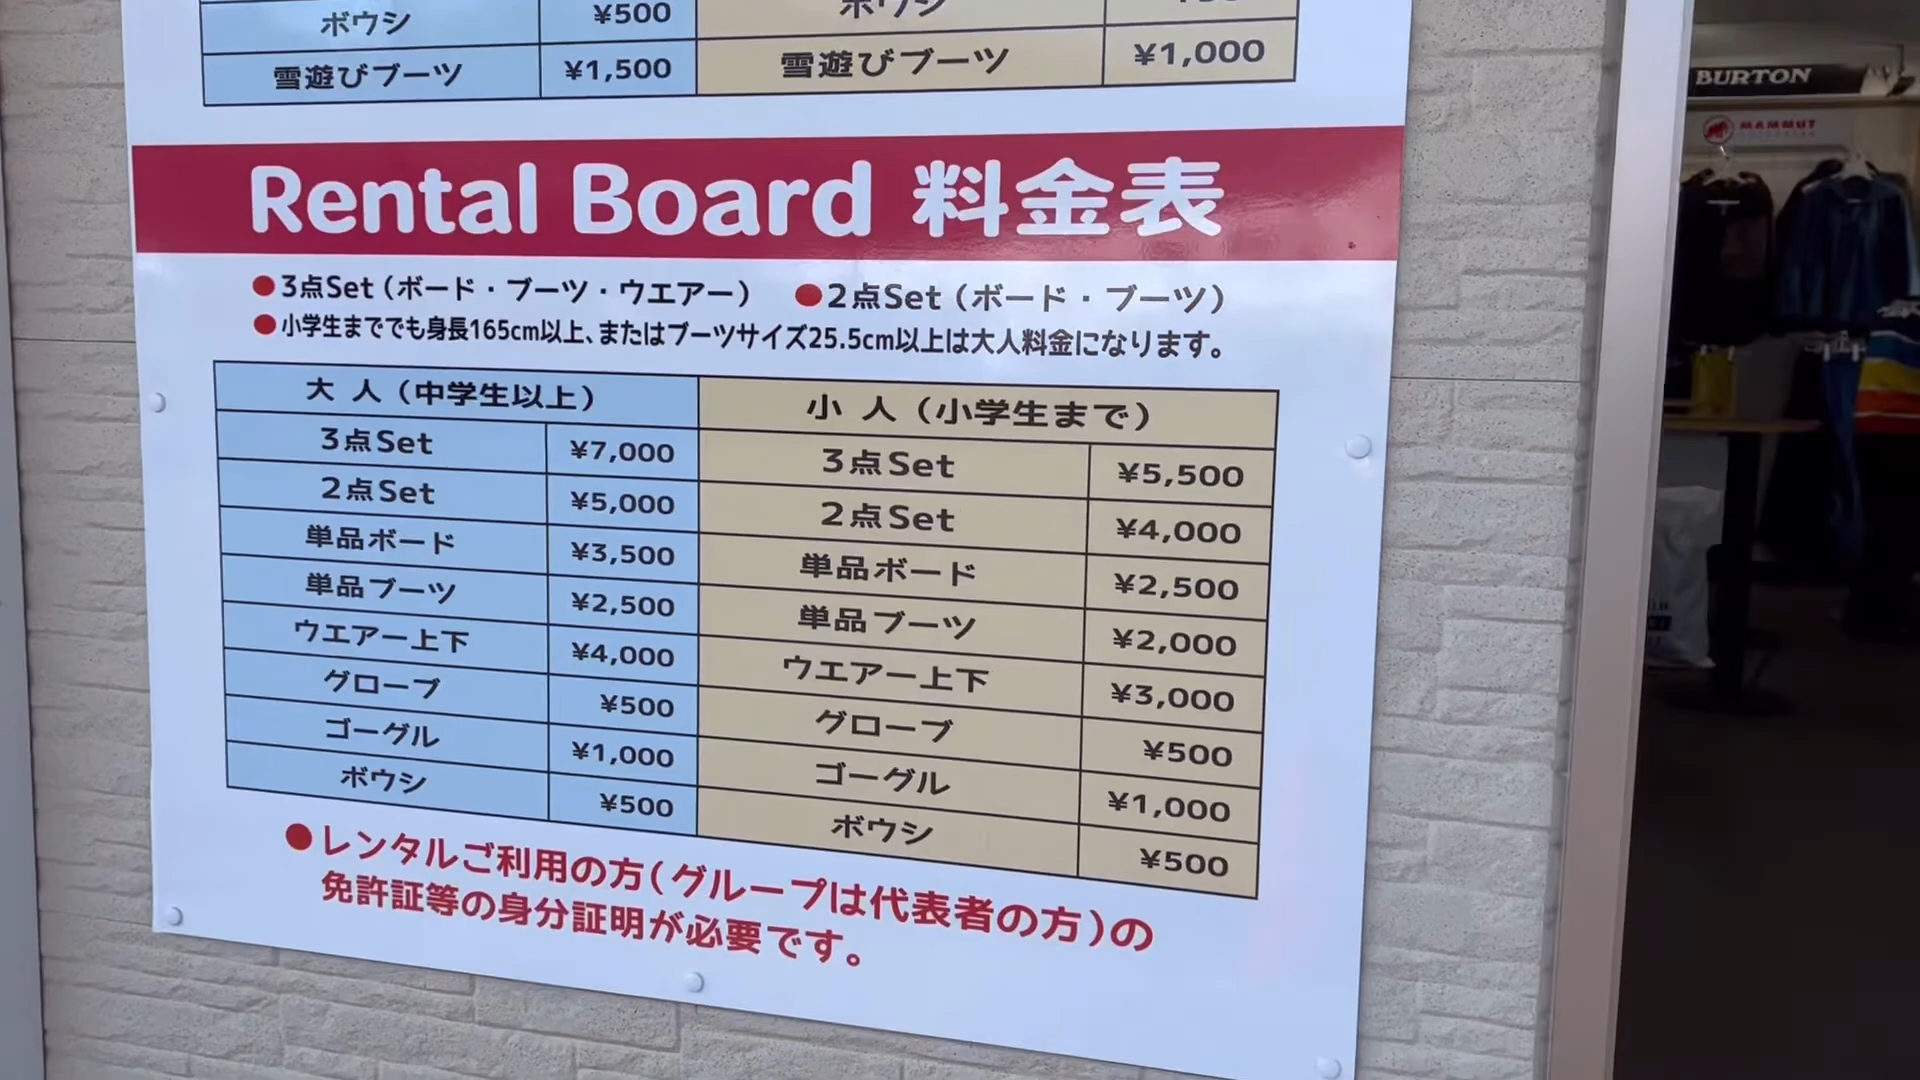 ボウシ ¥500 ボウシ
雪遊びブーツ ¥1,500 雪遊びブーツ ¥1,000
Rental Board 料金表
●3点Set(ボード・ブーツ・ウエアー) ●2点Set(ボード・ブーツ)
●小学生まででも身長165cm以上、またはブーツサイズ25.5cm以上は大人料金になります。
大 人(中学生以上) 小 人(小学生まで)
3点Set ¥7,000 3点Set ¥5,500
2点Set ¥5,000 2点Set ¥4,000
単品ボード ¥3,500 単品ボード ¥2,500
単品ブーツ ¥2,500 単品ブーツ ¥2,000
ウエアー上下 ¥4,000 ウエアー上下 ¥3,000
グローブ ¥500 グローブ ¥500
ゴーグル ¥1,000 ゴーグル ¥1,000
ボウシ ¥500 ボウシ ¥500
●レンタルご利用の方(グループは代表者の方)の
免許証等の身分証明が必要です。
BURTON
MAMMUT